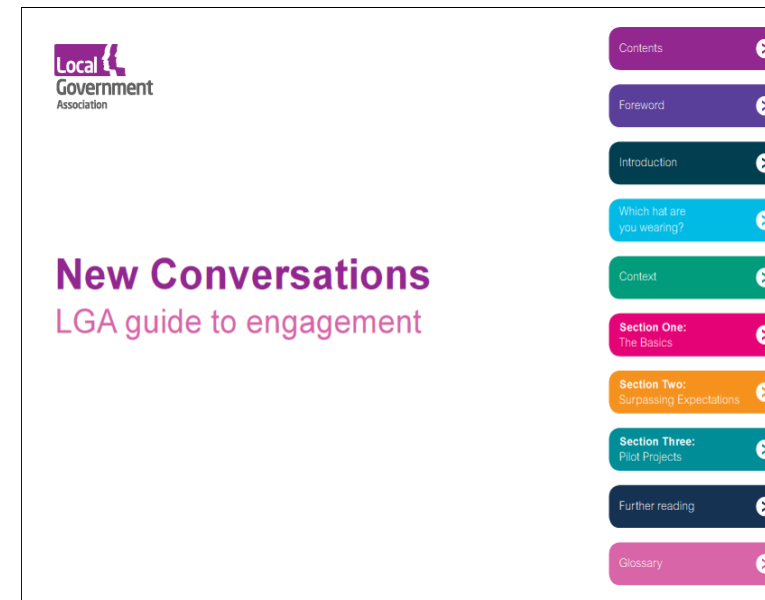 Local
Government
Association
New Conversations
LGA guide to engagement
Contents
Foreword
Introduction
Which hat are
you wearing?
Context
Section One:
The Basics
Section Two:
Surpassing Expectations
Section Three:
Pilot Projects
Further reading
Glossary